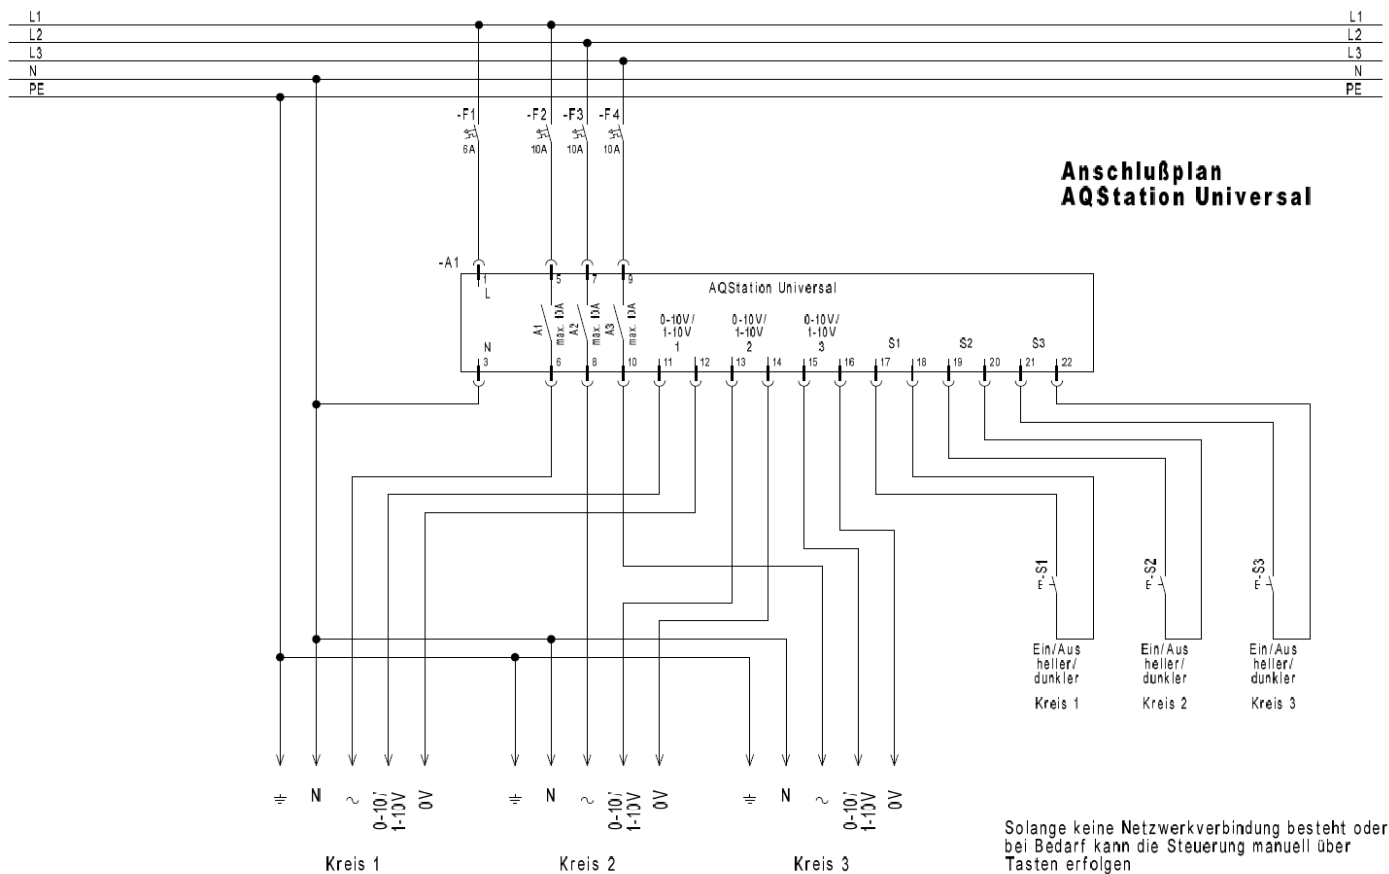 L1 L1
L2 L2
L3 L3
N N
PE PE
-F1 -F2 -F3 -F4
6A 10A 10A 10A
Anschlußplan
AQStation Universal
-A1
1 5 7 9
L
AQStation Universal
A1 max. 10A A2 max. 10A A3 max. 10A
0-10V/ 0-10V/ 0-10V/
1-10V 1-10V 1-10V
1 2 3
N S1 S2 S3
3 6 8 10 11 12 13 14 15 16 17 18 19 20 21 22
-S1 -S2 -S3
E E E
Ein/Aus Ein/Aus Ein/Aus
heller/ heller/ heller/
dunkler dunkler dunkler
Kreis 1 Kreis 2 Kreis 3
N 0-10/ 1-10V 0V N 0-10/ 1-10V 0V N 0-10/ 1-10V 0V
Kreis 1 Kreis 2 Kreis 3
Solange keine Netzwerkverbindung besteht oder
bei Bedarf kann die Steuerung manuell über
Tasten erfolgen